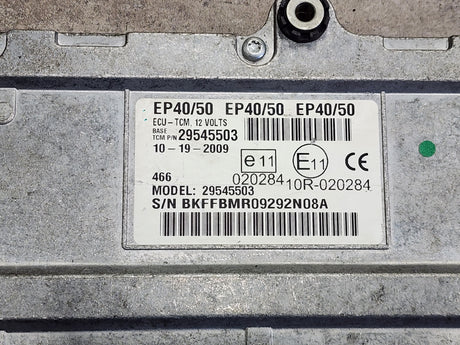 EP40/50 EP40/50 EP40/50
ECU-TCM. 12 VOLTS
BASE
TCM P/N 29545503
10-19-2009
e11 E11 CE
020284 10R-020284
466
MODEL: 29545503
S/N BKFFBMR09292N08A